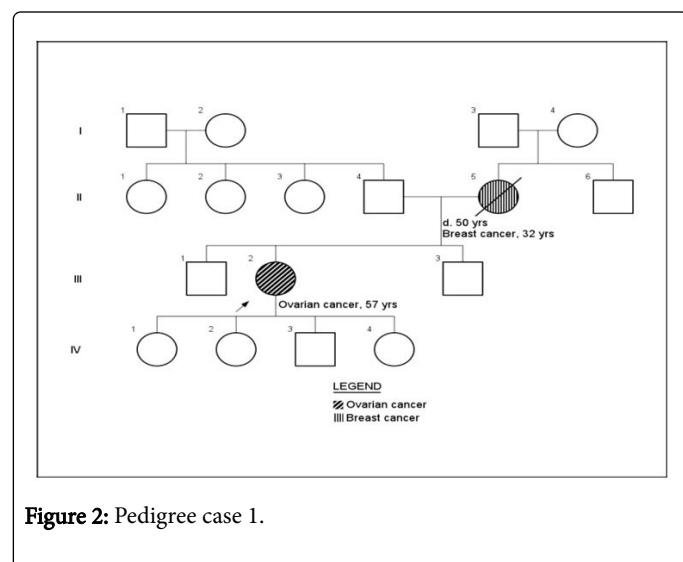 1 2 3 4
I
1 2 3 4 5 6
II
d. 50 yrs
Breast cancer, 32 yrs
1 2 3
III
Ovarian cancer, 57 yrs
1 2 3 4
IV
LEGEND
Ovarian cancer
Breast cancer
Figure 2: Pedigree case 1.